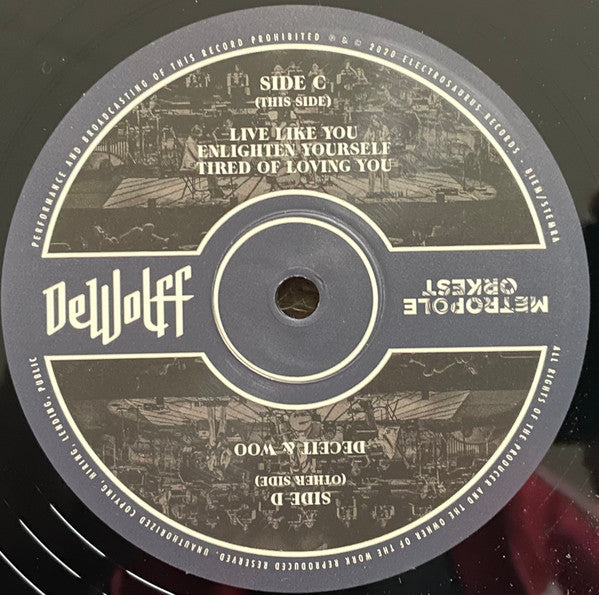 SIDE C
(THIS SIDE)
LIVE LIKE YOU
ENLIGHTEN YOURSELF
TIRED OF LOVING YOU
DeWolff
METROPOLE
ORKEST
SIDE D
(OTHER SIDE)
DECEIT & WOO
ALL RIGHTS OF THE PRODUCER AND THE OWNER OF THE WORK REPRODUCED RESERVED. UNAUTHORIZED COPYING, HIRING, LENDING, PUBLIC PERFORMANCE AND BROADCASTING OF THIS RECORD PROHIBITED ℗ & © 2020 ELECTROSAURUS RECORDS - BIEM/STEMRA